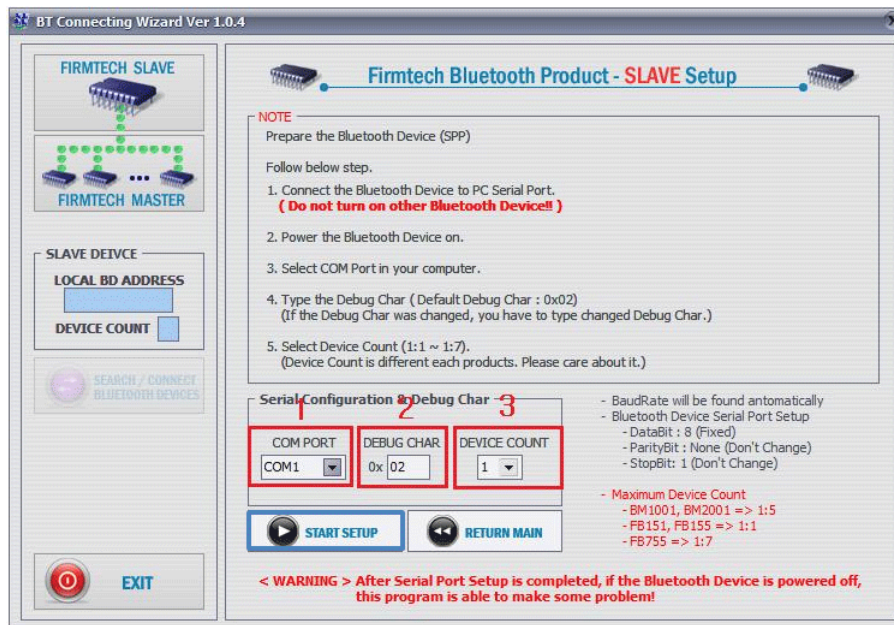 BT Connecting Wizard Ver 1.0.4
FIRMTECH SLAVE
FIRMTECH MASTER
SLAVE DEIVCE
LOCAL BD ADDRESS
DEVICE COUNT
SEARCH / CONNECT
BLUETOOTH DEVICES
EXIT
Firmtech Bluetooth Product - SLAVE Setup
NOTE
Prepare the Bluetooth Device (SPP)
Follow below step.
1. Connect the Bluetooth Device to PC Serial Port.
( Do not turn on other Bluetooth Device!! )
2. Power the Bluetooth Device on.
3. Select COM Port in your computer.
4. Type the Debug Char ( Default Debug Char : 0x02)
(If the Debug Char was changed, you have to type changed Debug Char.)
5. Select Device Count (1:1 ~ 1:7).
(Device Count is different each products. Please care about it.)
Serial Configuration & Debug Char
1 2 3
COM PORT DEBUG CHAR DEVICE COUNT
COM1 0x 02 1
START SETUP RETURN MAIN
- BaudRate will be found antomatically
- Bluetooth Device Serial Port Setup
- DataBit : 8 (Fixed)
- ParityBit : None (Don't Change)
- StopBit: 1 (Don't Change)
- Maximum Device Count
- BM1001, BM2001 => 1:5
- FB151, FB155 => 1:1
- FB755 => 1:7
< WARNING > After Serial Port Setup is completed, if the Bluetooth Device is powered off,
this program is able to make some problem!